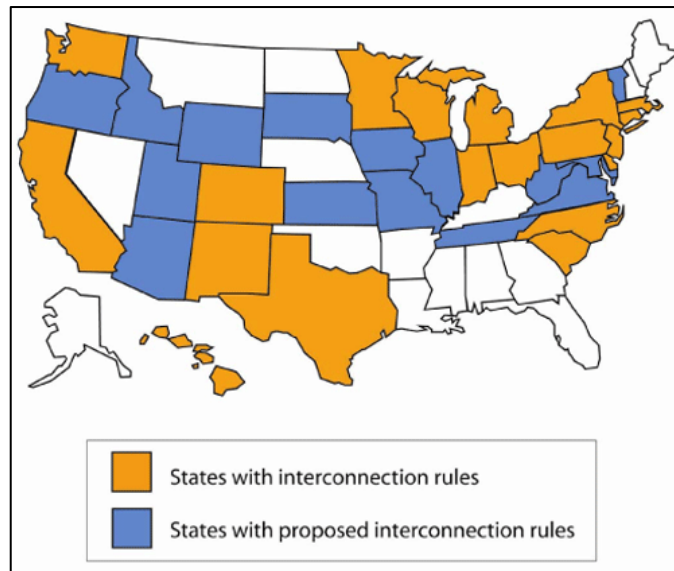 States with interconnection rules
States with proposed interconnection rules